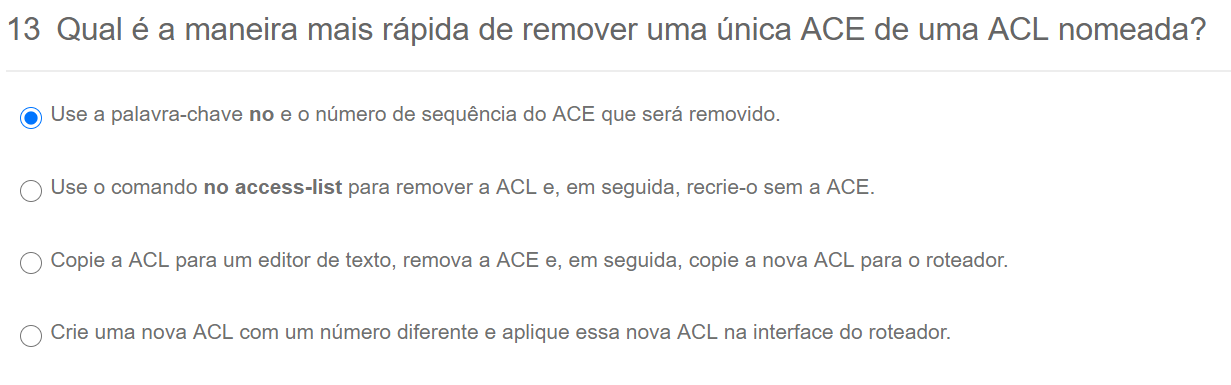 13 Qual é a maneira mais rápida de remover uma única ACE de uma ACL nomeada?
Use a palavra-chave no e o número de sequência do ACE que será removido.
Use o comando no access-list para remover a ACL e, em seguida, recrie-o sem a ACE.
Copie a ACL para um editor de texto, remova a ACE e, em seguida, copie a nova ACL para o roteador.
Crie uma nova ACL com um número diferente e aplique essa nova ACL na interface do roteador.